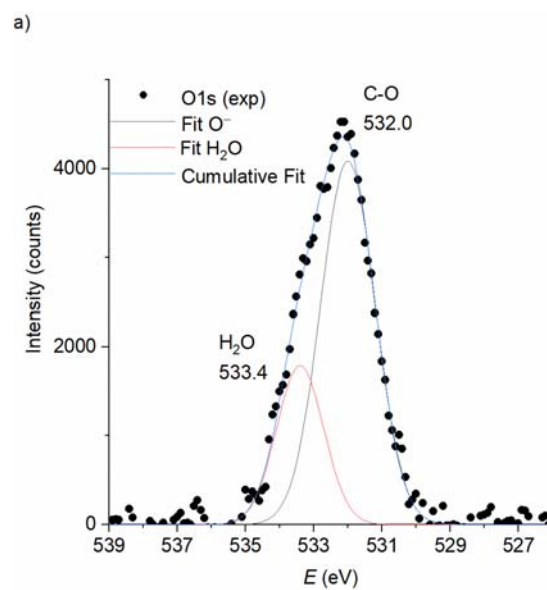 a)
O1s (exp)
Fit O⁻
Fit H₂O
Cumulative Fit
C-O
532.0
H₂O
533.4
Intensity (counts)
4000
2000
0
539 537 535 533 531 529 527
E (eV)